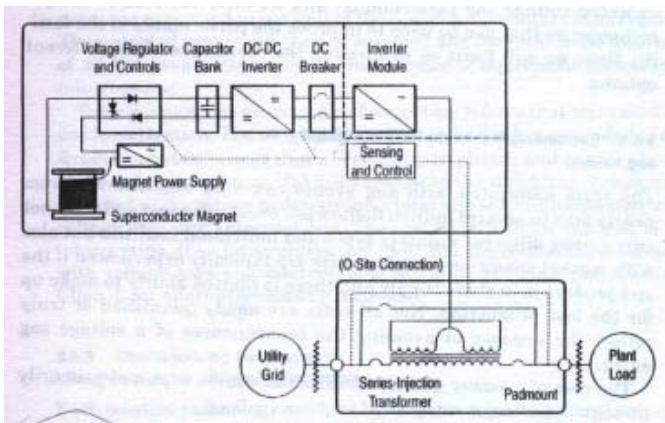 Voltage Regulator
and Controls
Capacitor
Bank
DC-DC
Inverter
DC
Breaker
Inverter
Module
Sensing
and Control
Magnet Power Supply
Superconductor Magnet
(O-Site Connection)
Utility
Grid
Series-Injection
Transformer
Padmount
Plant
Load